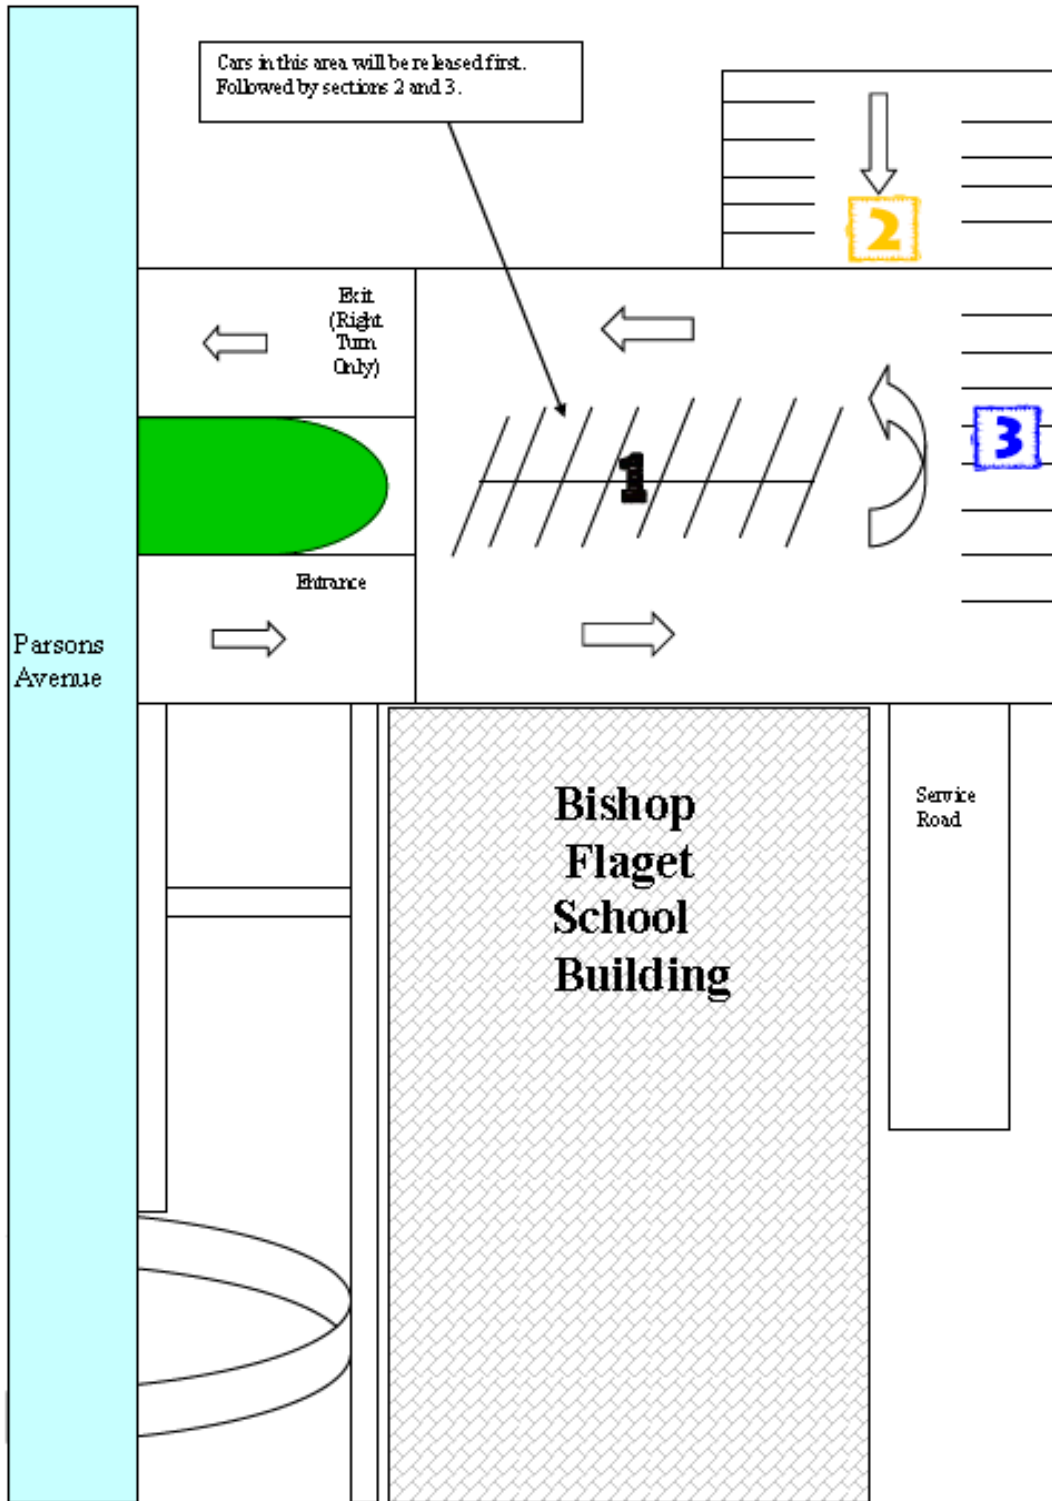 Cars in this area will be released first.
Followed by sections 2 and 3.
2
Exit
(Right
Turn
Only)
3
1
Entrance
Parsons
Avenue
Bishop
Flaget
School
Building
Service
Road